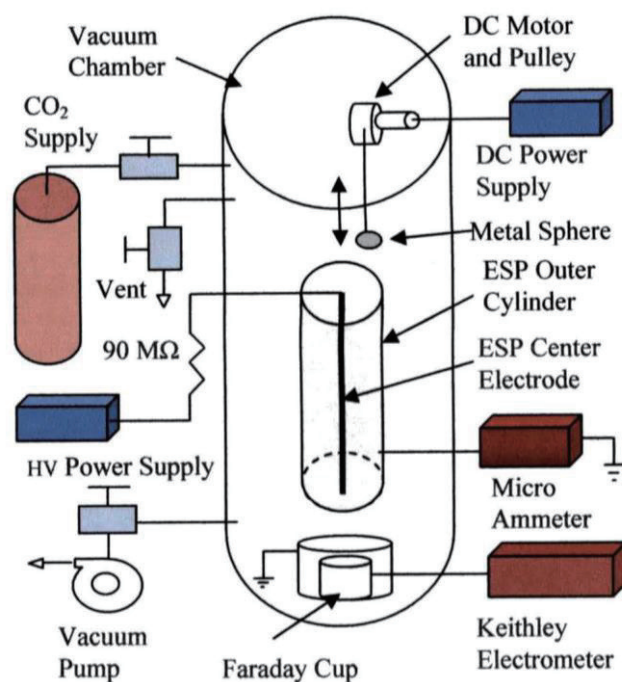 Vacuum
Chamber
DC Motor
and Pulley
CO₂
Supply
DC Power
Supply
Metal Sphere
Vent
ESP Outer
Cylinder
90 MΩ
ESP Center
Electrode
HV Power Supply
Micro
Ammeter
Vacuum
Pump
Faraday Cup
Keithley
Electrometer